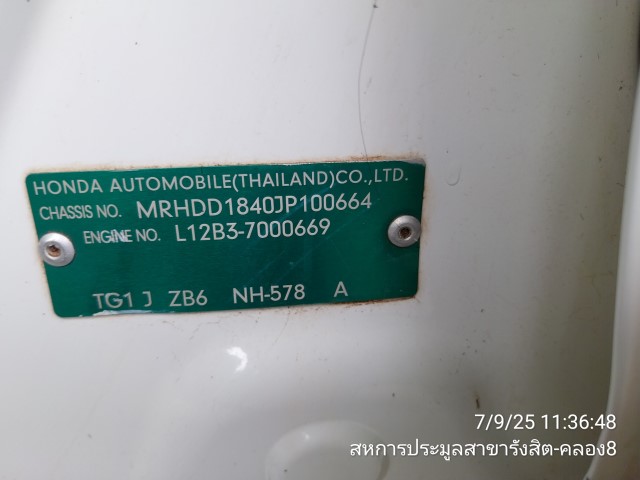 HONDA AUTOMOBILE(THAILAND)CO.,LTD.
CHASSIS NO. MRHDD1840JP100664
ENGINE NO. L12B3-7000669
TG1 J ZB6 NH-578 A
7/9/25 11:36:48
สหการประมูลสาขารังสิต-คลอง8